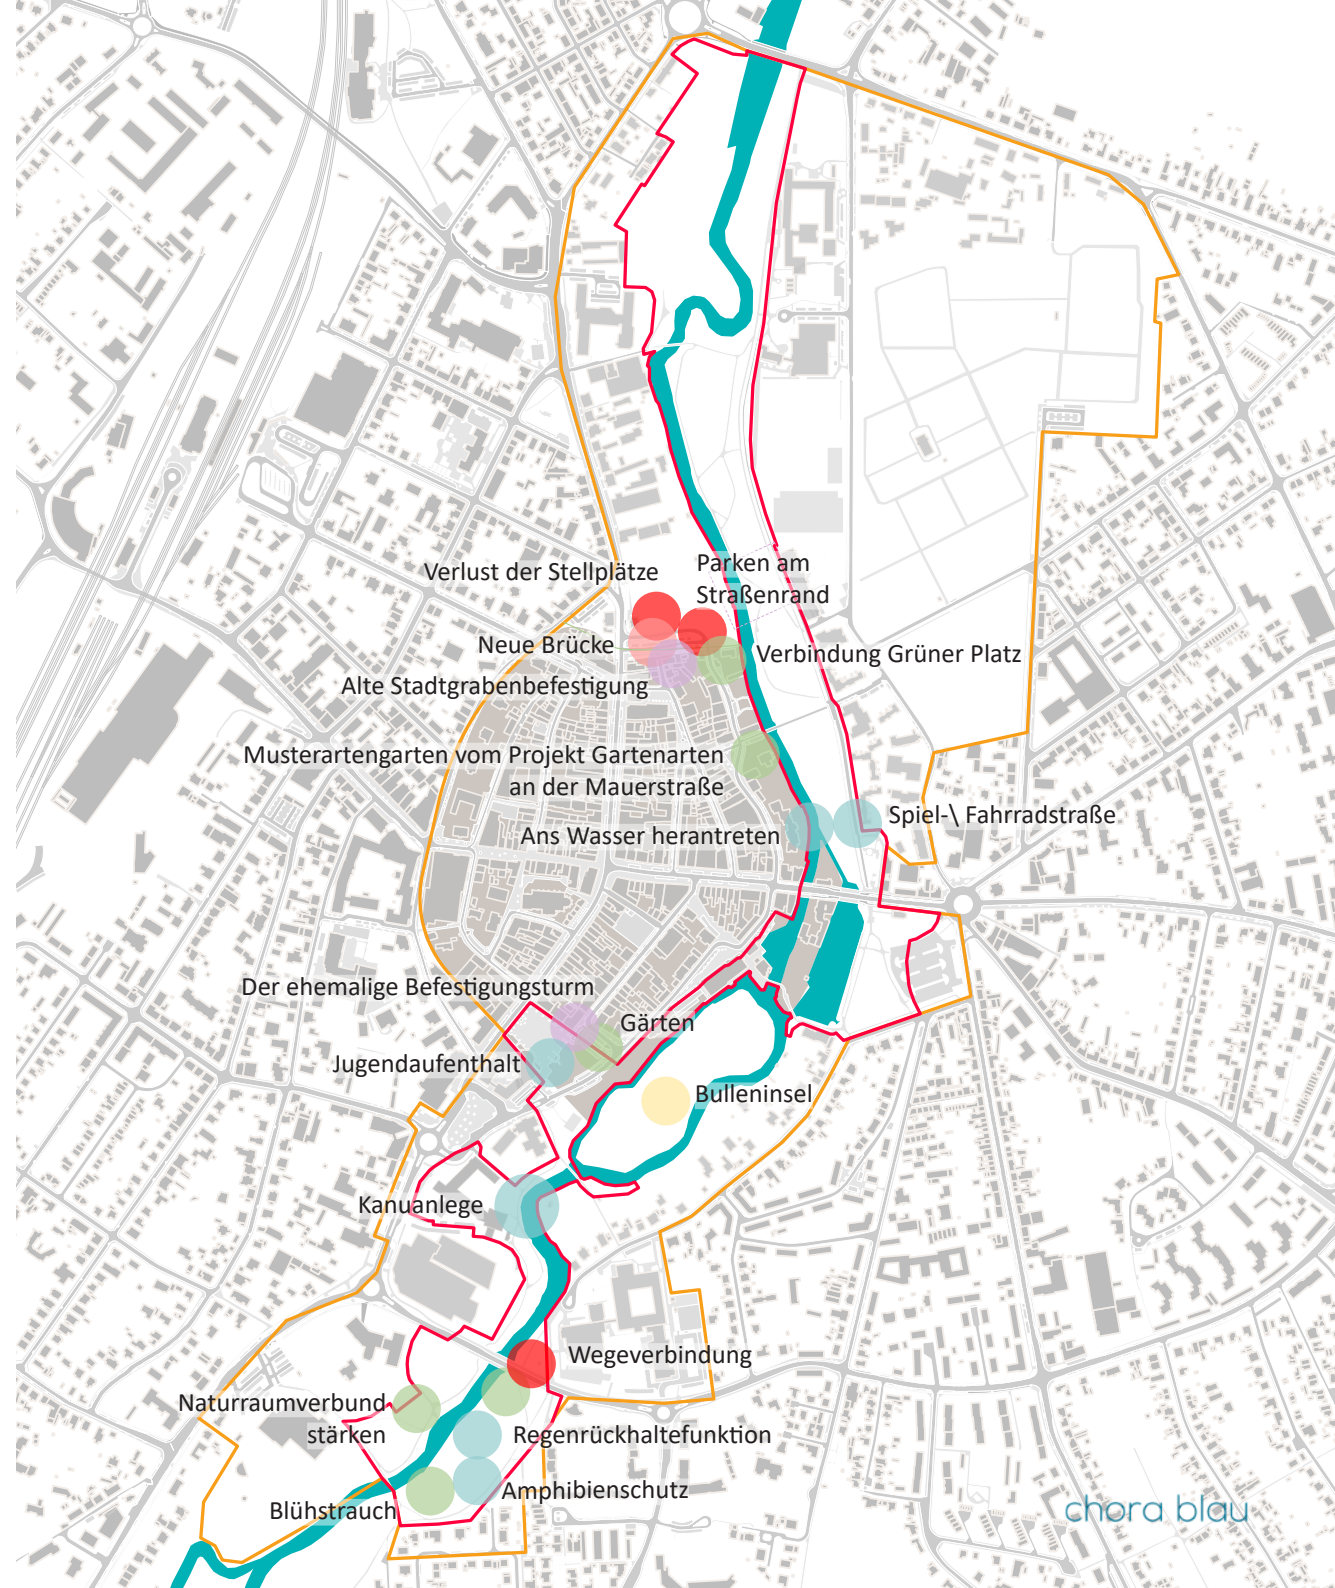 Parken am
Straßenrand
Verlust der Stellplätze
Neue Brücke
Verbindung Grüner Platz
Alte Stadtgrabenbefestigung
Musterartengarten vom Projekt Gartenarten
an der Mauerstraße
Spiel-\ Fahrradstraße
Ans Wasser herantreten
Der ehemalige Befestigungsturm
Gärten
Jugendaufenthalt
Bulleninsel
Kanuanlege
Wegeverbindung
Naturraumverbund
stärken
Regenrückhaltefunktion
Amphibienschutz
Blühstrauch
chora blau